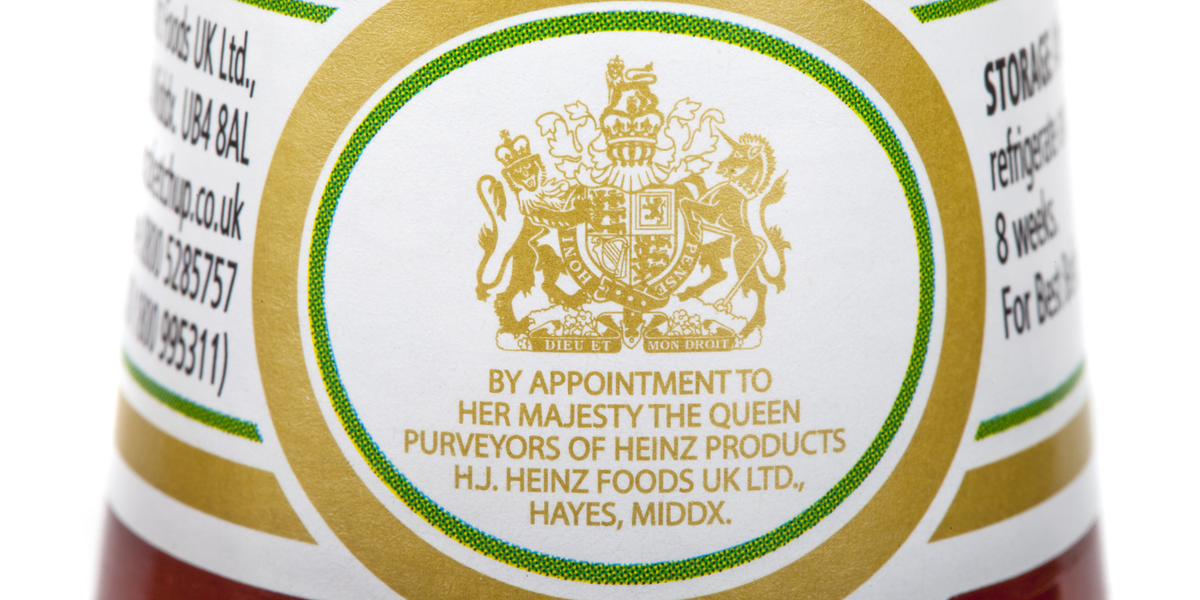 Foods UK Ltd.,
UB4 8AL
ketchup.co.uk
0800 5285757
1800 995311)
DIEU ET MON DROIT
BY APPOINTMENT TO
HER MAJESTY THE QUEEN
PURVEYORS OF HEINZ PRODUCTS
H.J. HEINZ FOODS UK LTD.,
HAYES, MIDDX.
STORAGE
refrigerate
8 weeks.
For Best